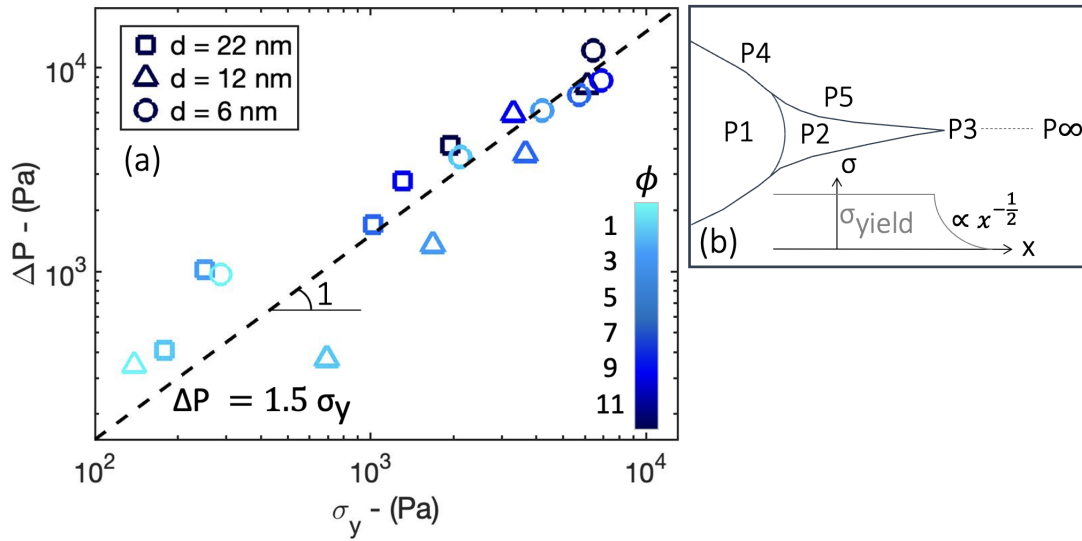 d = 22 nm
d = 12 nm
d = 6 nm
(a)
10⁴
10³
ΔP - (Pa)
ϕ
1
3
5
7
9
11
1
ΔP = 1.5 σy
10² 10³ 10⁴
σy - (Pa)
P4
P5
P1 P2 P3 P∞
σ
σyield
∝ x^-1/2
(b)
x